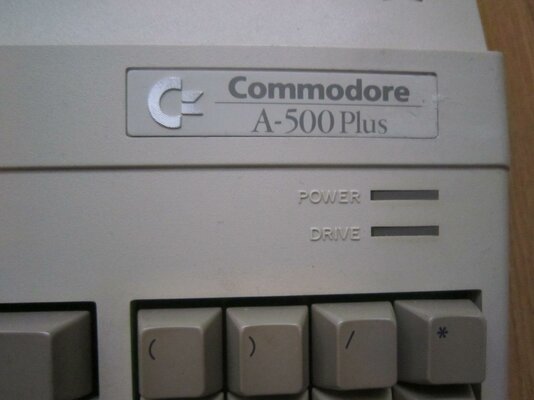 Commodore
A-500 Plus
POWER
DRIVE
( ) / *